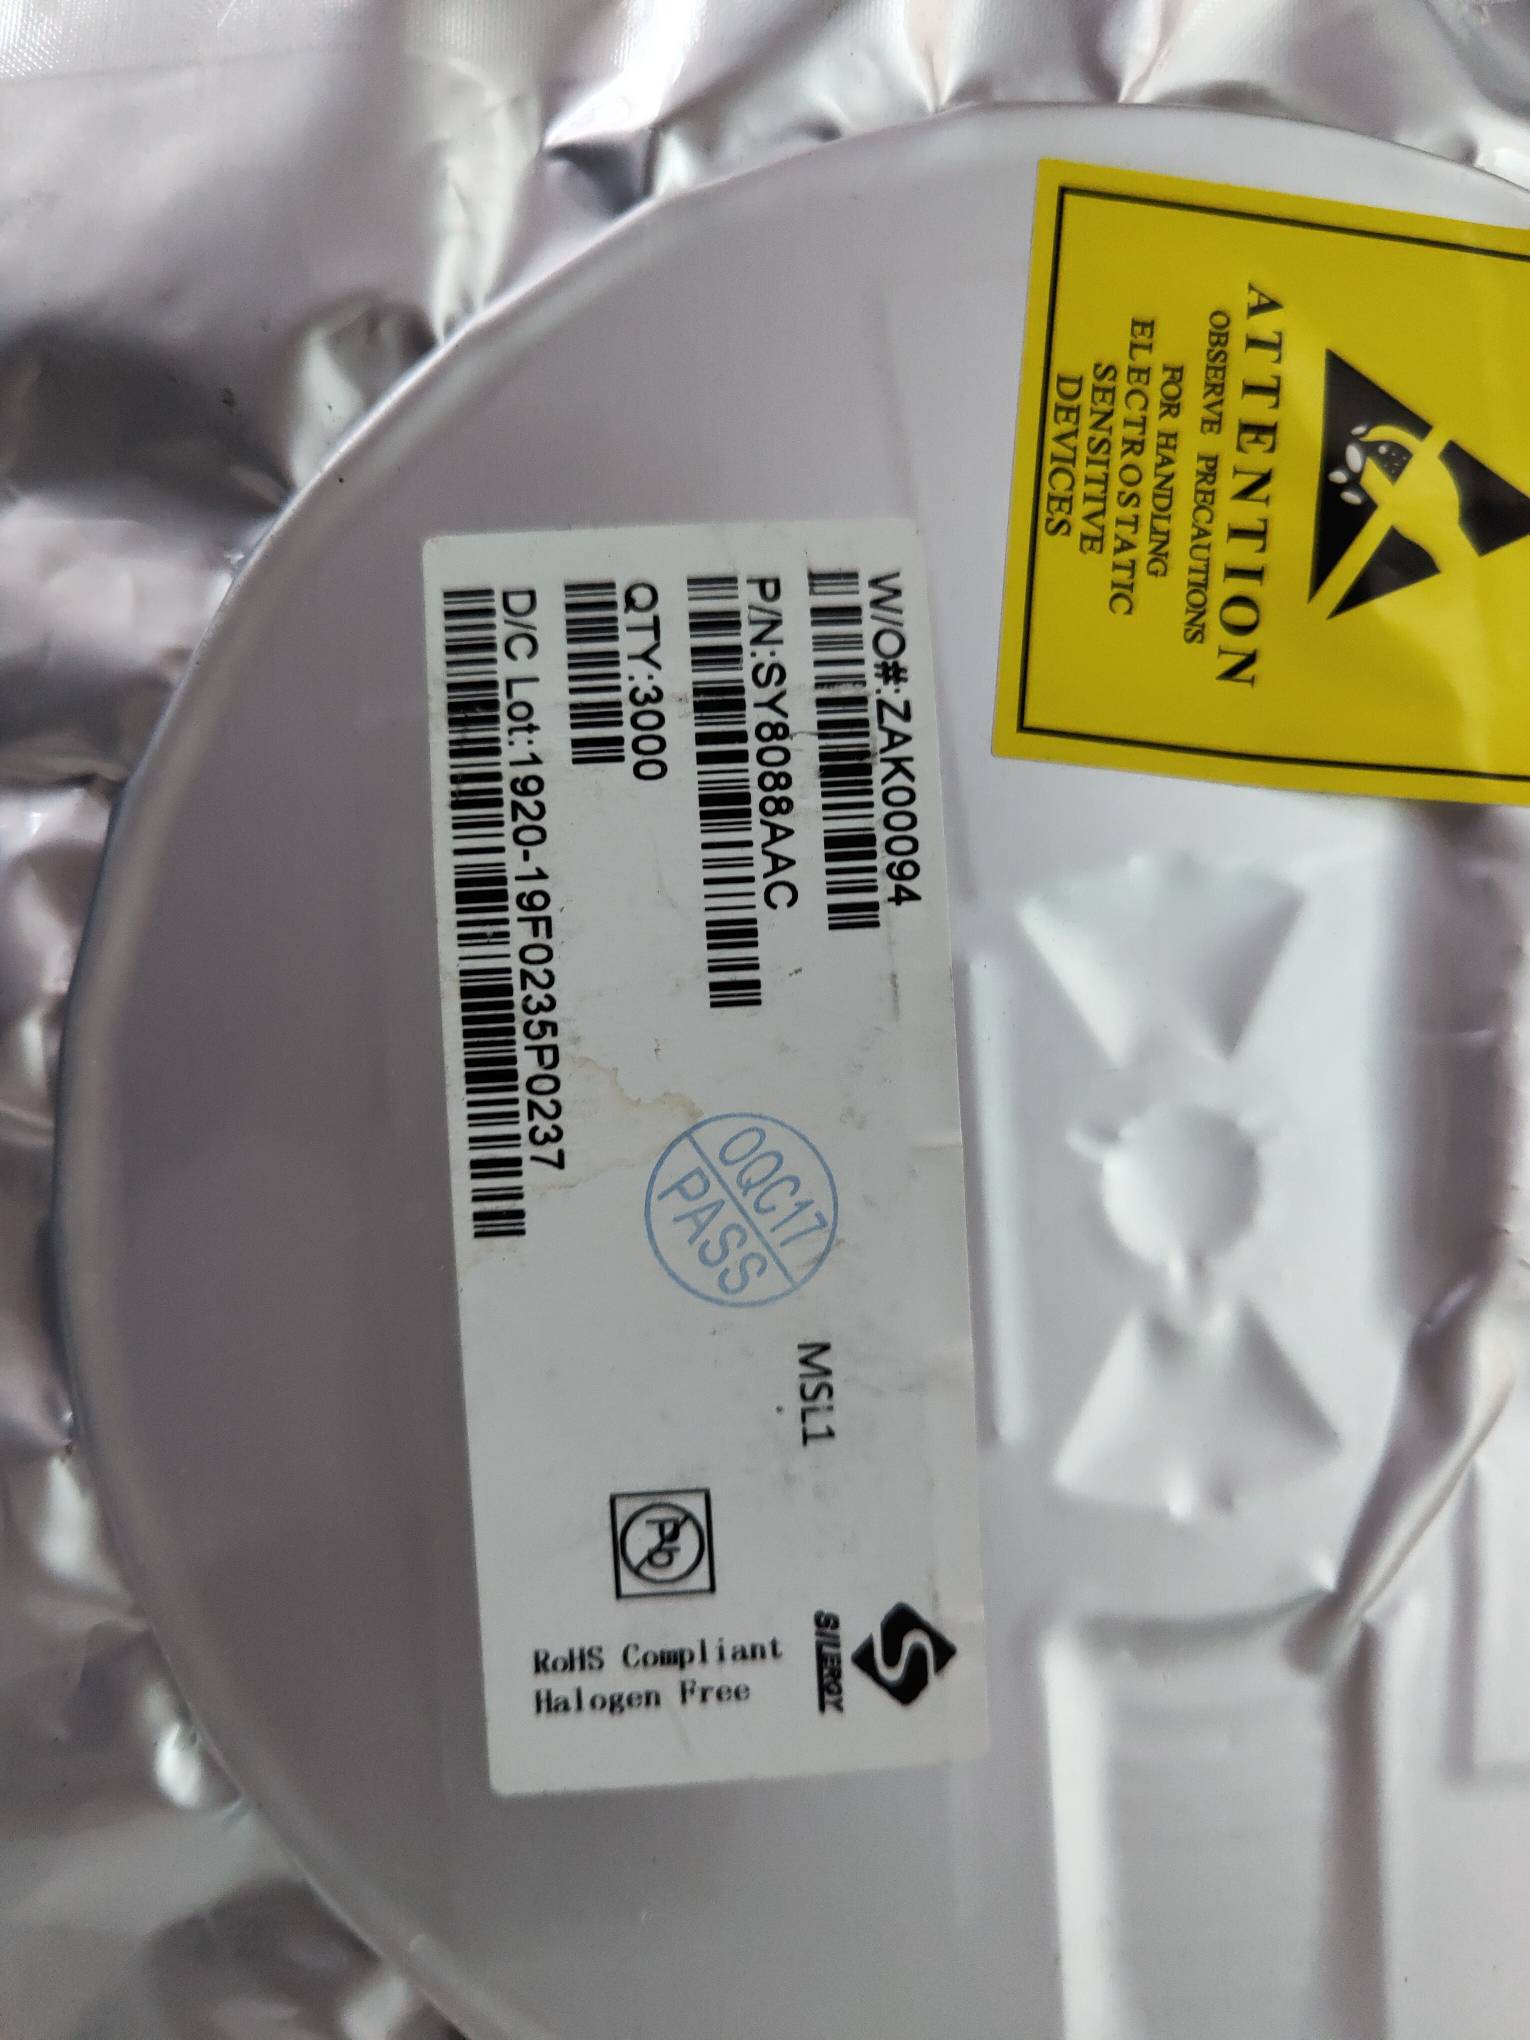 ATTENTION
OBSERVE PRECAUTIONS
FOR HANDLING
ELECTROSTATIC
SENSITIVE
DEVICES
W/O#:ZAK00094
P/N:SY8088AAC
QTY:3000
D/C Lot:1920-19F0235P0237
OQC17
PASS
MSL1
Pb
SILERGY
RoHS Compliant
Halogen Free